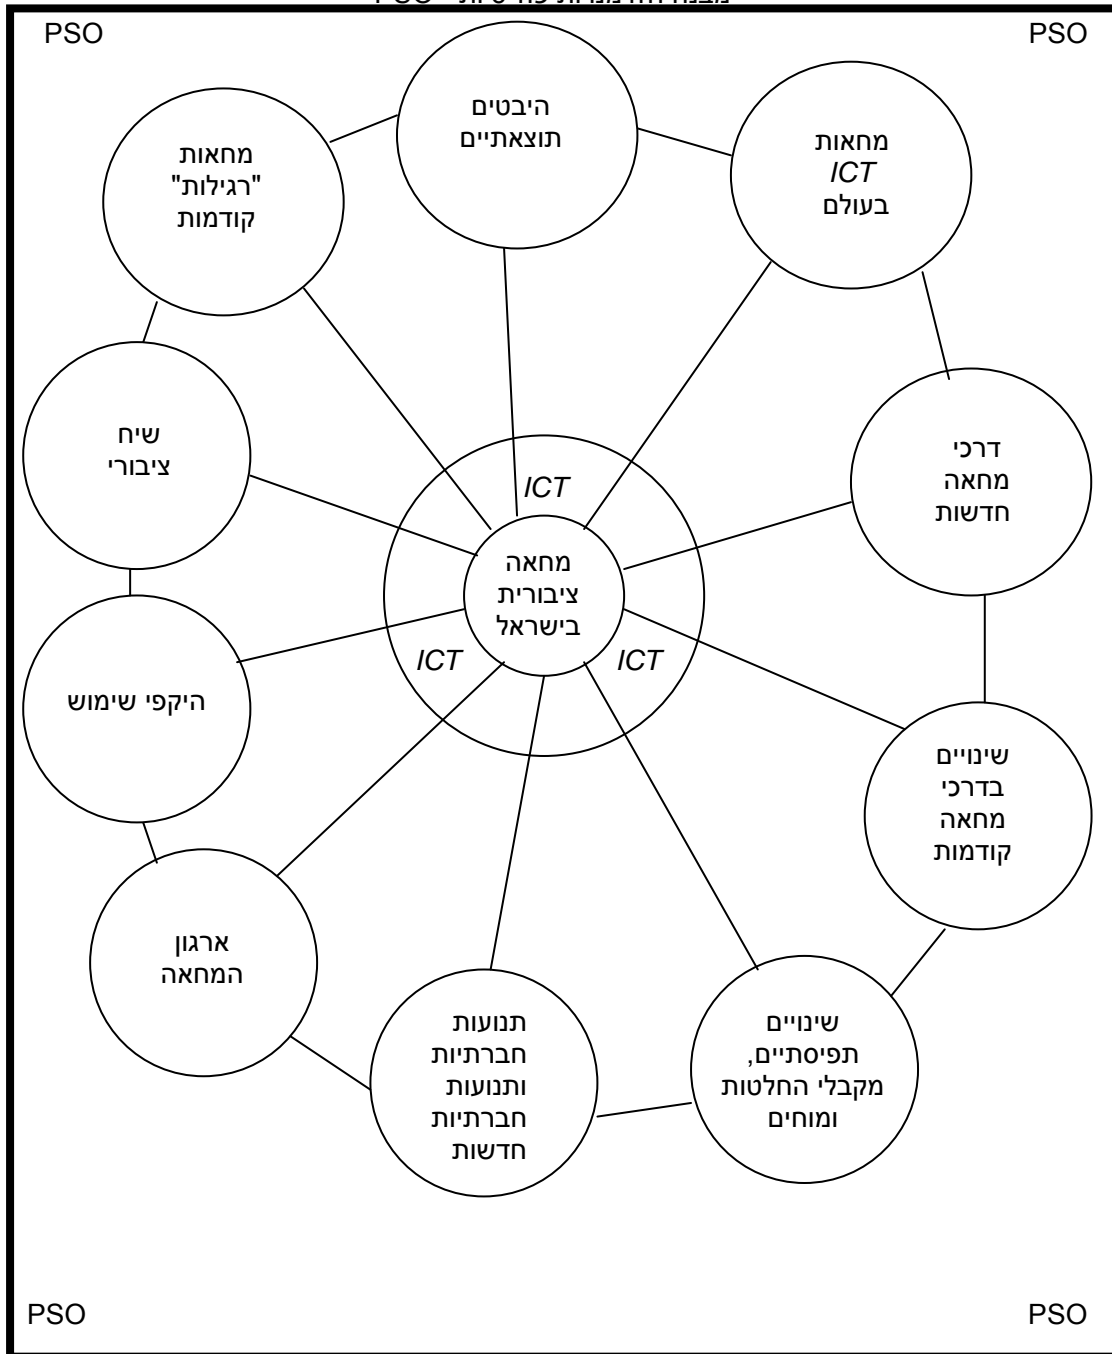 PSO
PSO
היבטים
תוצאתיים
מחאות
ICT
בעולם
מחאות
"רגילות"
קודמות
שיח
ציבורי
דרכי
מחאה
חדשות
ICT
מחאה
ציבורית
בישראל
ICT
ICT
היקפי שימוש
שינויים
בדרכי
מחאה
קודמות
ארגון
המחאה
תנועות
חברתיות
ותנועות
חברתיות
חדשות
שינויים
תפיסתיים,
מקבלי החלטות
ומוחים
PSO
PSO